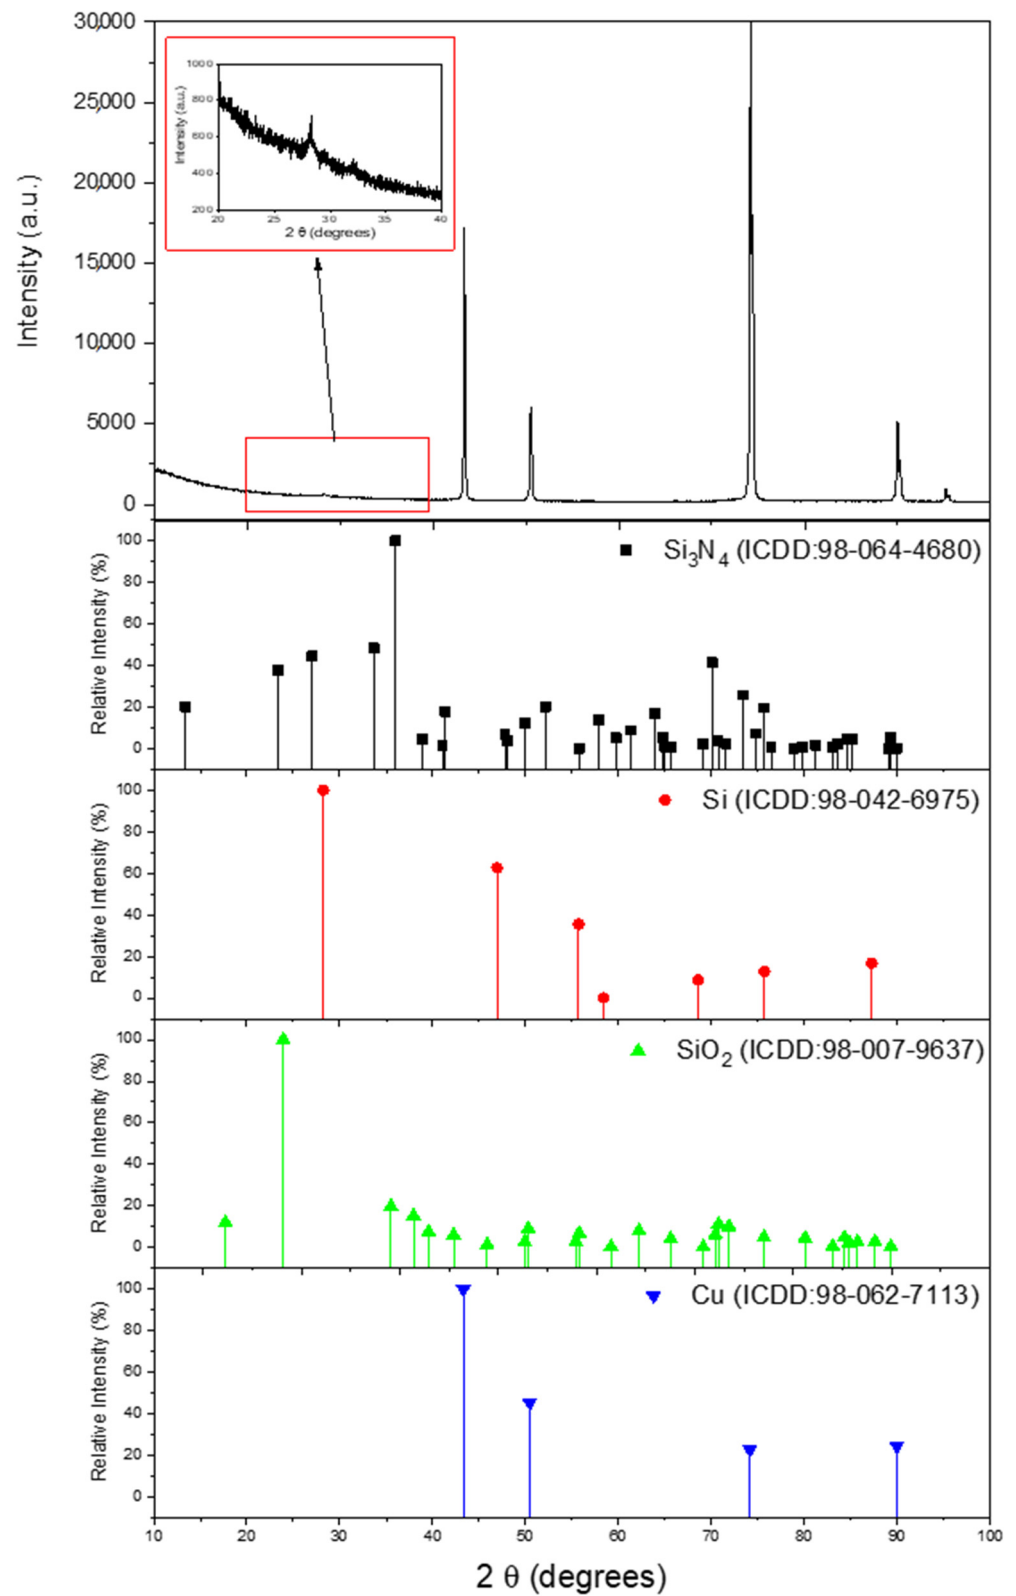 30,000
25,000
20,000
15,000
10,000
5000
0
Intensity (a.u.)
1000
800
600
400
200
Intensity (a.u.)
20 25 30 35 40
2 θ (degrees)
100
80
60
40
20
0
Relative Intensity (%)
Si3N4 (ICDD:98-064-4680)
100
80
60
40
20
0
Relative Intensity (%)
Si (ICDD:98-042-6975)
100
80
60
40
20
0
Relative Intensity (%)
SiO2 (ICDD:98-007-9637)
100
80
60
40
20
0
Relative Intensity (%)
Cu (ICDD:98-062-7113)
10 20 30 40 50 60 70 80 90 100
2 θ (degrees)